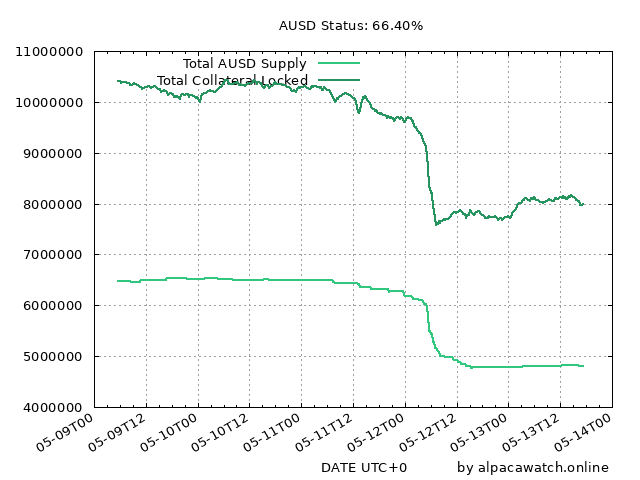 AUSD Status: 66.40%
11000000
10000000
9000000
8000000
7000000
6000000
5000000
4000000
Total AUSD Supply
Total Collateral Locked
05-09T00
05-09T12
05-10T00
05-10T12
05-11T00
05-11T12
05-12T00
05-12T12
05-13T00
05-13T12
05-14T00
DATE UTC+0
by alpacawatch.online